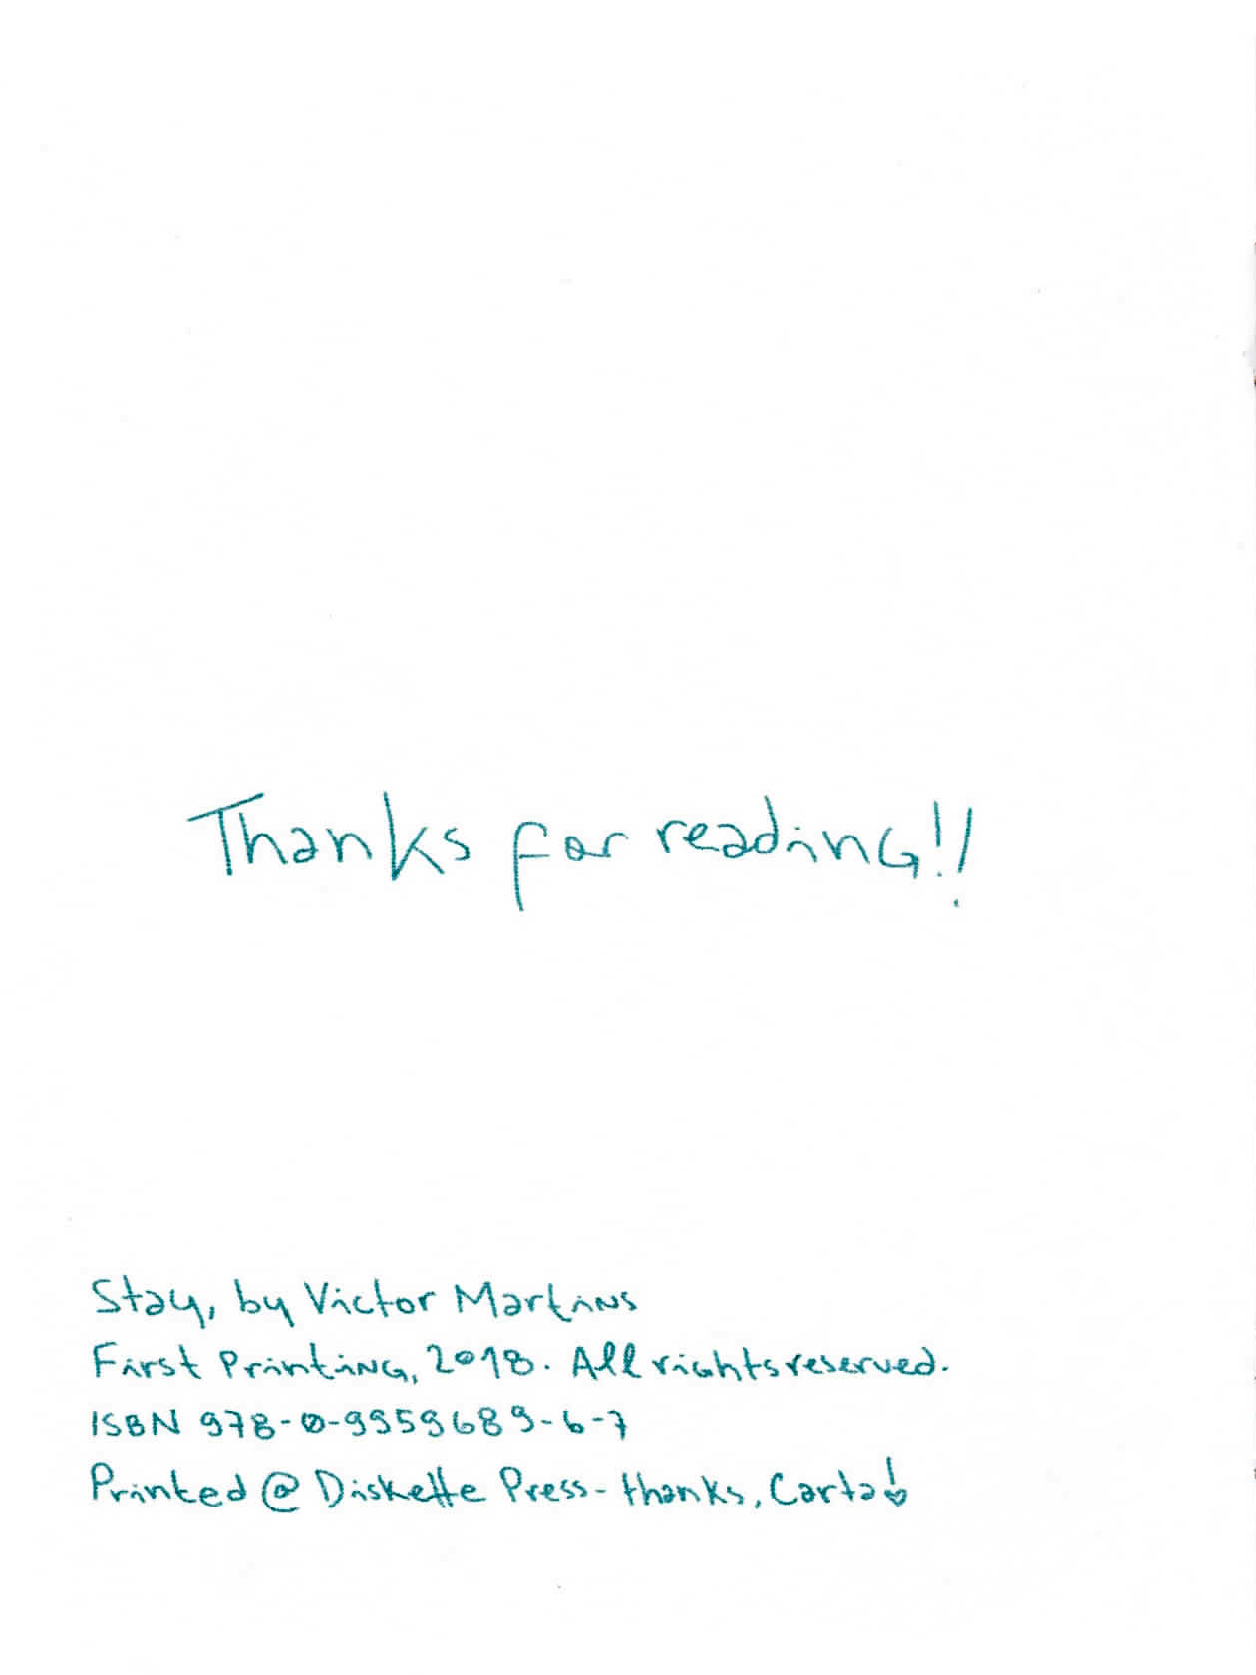 Thanks for reading!!
Stay, by Victor Martins
First Printing, 2018. All rights reserved.
ISBN 978-0-9959689-6-7
Printed @ Diskette Press - thanks, Carta!